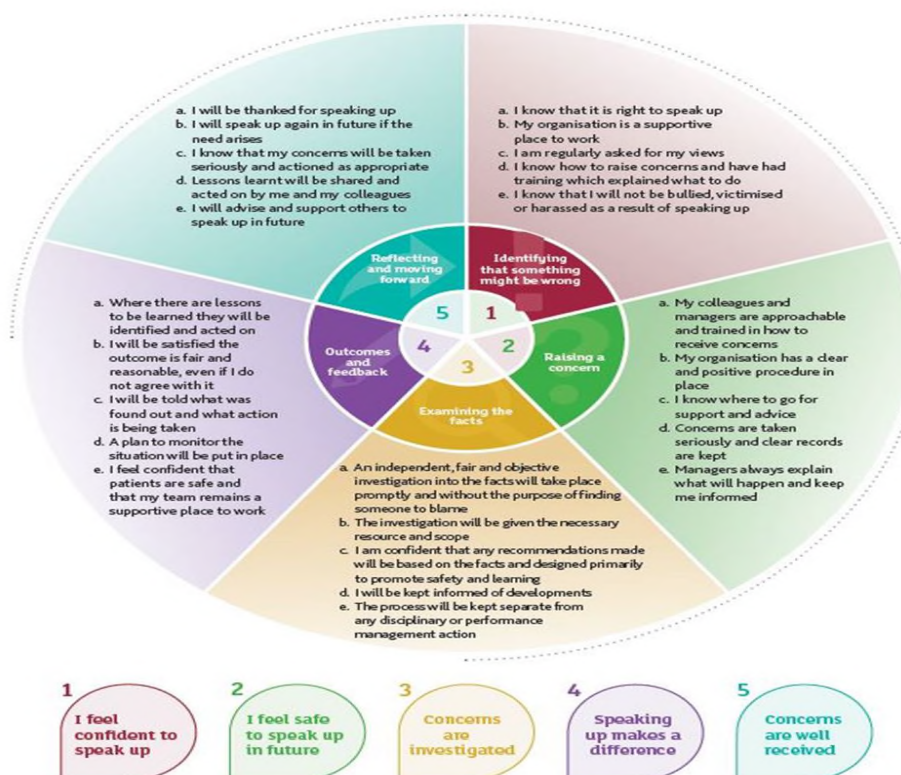 a. I will be thanked for speaking up
b. I will speak up again in future if the
need arises
c. I know that my concerns will be taken
seriously and actioned as appropriate
d. Lessons learnt will be shared and
acted on by me and my colleagues
e. I will advise and support others to
speak up in future
a. I know that it is right to speak up
b. My organisation is a supportive
place to work
c. I am regularly asked for my views
d. I know how to raise concerns and have had
training which explained what to do
e. I know that I will not be bullied, victimised
or harassed as a result of speaking up
Reflecting
and moving
forward
Identifying
that something
might be wrong
5
1
4
2
3
Outcomes
and
feedback
Raising a
concern
Examining the
facts
a. Where there are lessons
to be learned they will be
identified and acted on
b. I will be satisfied the
outcome is fair and
reasonable, even if I do
not agree with it
c. I will be told what was
found out and what action
is being taken
d. A plan to monitor the
situation will be put in place
e. I feel confident that
patients are safe and
that my team remains a
supportive place to work
a. My colleagues and
managers are approachable
and trained in how to
receive concerns
b. My organisation has a clear
and positive procedure in
place
c. I know where to go for
support and advice
d. Concerns are taken
seriously and clear records
are kept
e. Managers always explain
what will happen and keep
me informed
a. An independent, fair and objective
investigation into the facts will take place
promptly and without the purpose of finding
someone to blame
b. The investigation will be given the necessary
resource and scope
c. I am confident that any recommendations made
will be based on the facts and designed primarily
to promote safety and learning
d. I will be kept informed of developments
e. The process will be kept separate from
any disciplinary or performance
management action
1
I feel
confident to
speak up
2
I feel safe
to speak up
in future
3
Concerns
are
investigated
4
Speaking
up makes a
difference
5
Concerns
are well
received